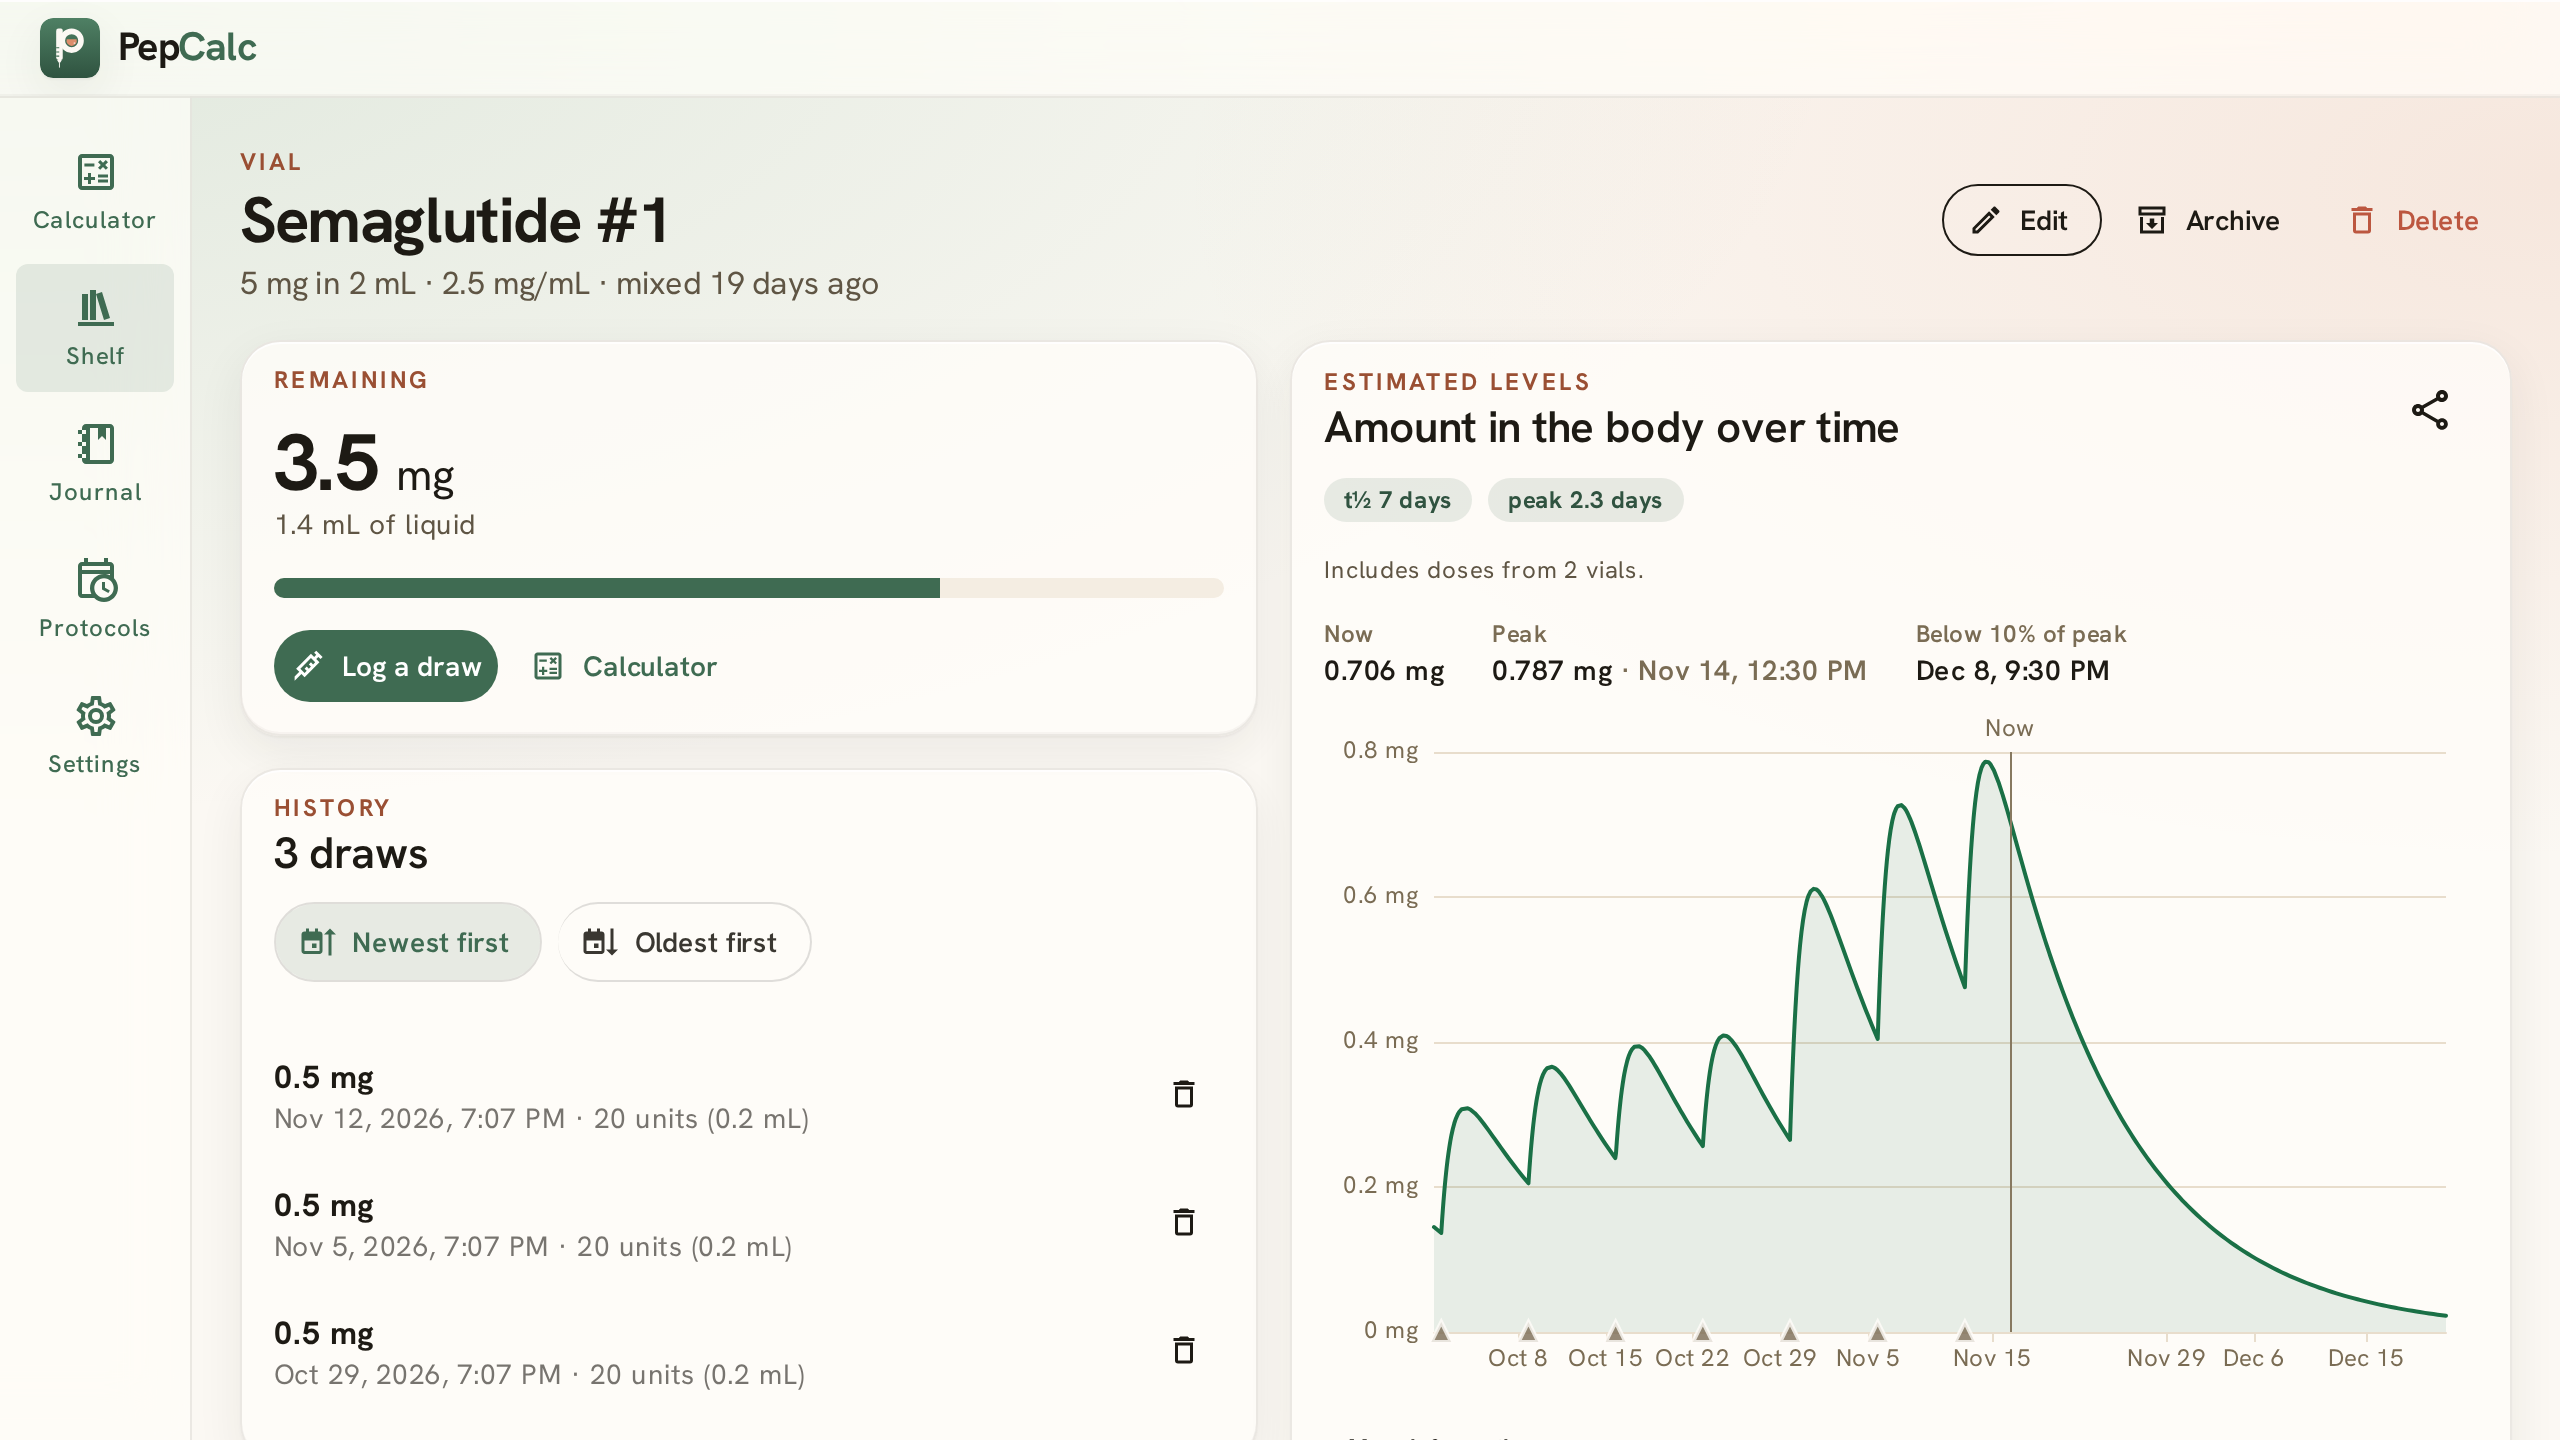 PepCalc
Calculator
Shelf
Journal
Protocols
Settings
VIAL
Semaglutide #1
5 mg in 2 mL · 2.5 mg/mL · mixed 19 days ago
Edit
Archive
Delete
REMAINING
3.5 mg
1.4 mL of liquid
Log a draw
Calculator
HISTORY
3 draws
Newest first
Oldest first
0.5 mg
Nov 12, 2026, 7:07 PM · 20 units (0.2 mL)
0.5 mg
Nov 5, 2026, 7:07 PM · 20 units (0.2 mL)
0.5 mg
Oct 29, 2026, 7:07 PM · 20 units (0.2 mL)
ESTIMATED LEVELS
Amount in the body over time
t½ 7 days
peak 2.3 days
Includes doses from 2 vials.
Now
0.706 mg
Peak
0.787 mg · Nov 14, 12:30 PM
Below 10% of peak
Dec 8, 9:30 PM
Now
0.8 mg
0.6 mg
0.4 mg
0.2 mg
0 mg
Oct 8 Oct 15 Oct 22 Oct 29 Nov 5 Nov 15 Nov 29 Dec 6 Dec 15